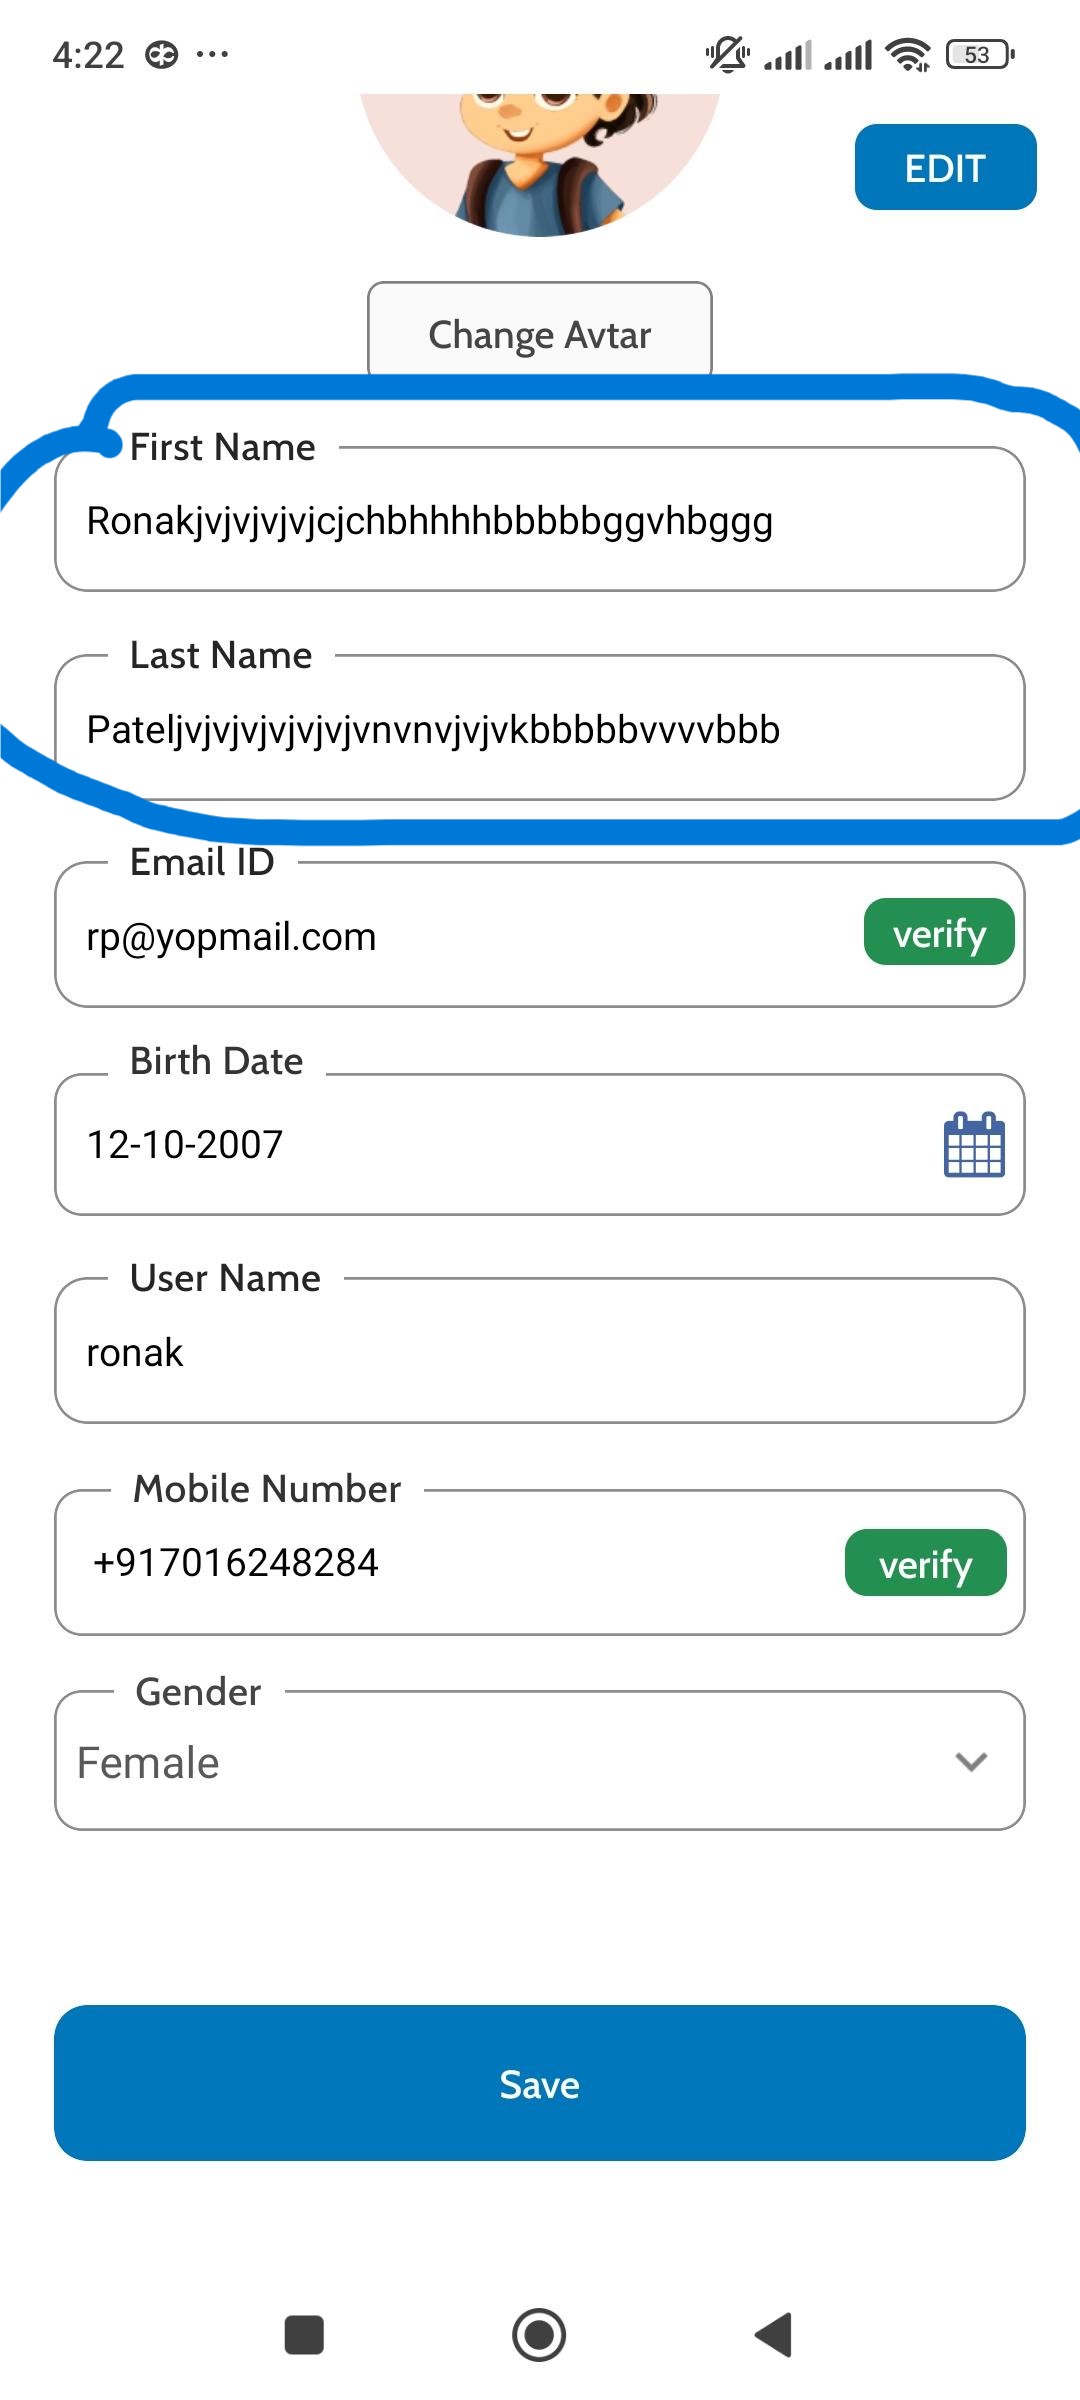 4:22
53
EDIT
Change Avtar
First Name
Ronakjvjvjvjvjcjchbhhhhbbbbbggvhbggg
Last Name
Pateljvjvjvjvjvjvjvnvnvjvjvkbbbbbvvvvbbb
Email ID
rp@yopmail.com
verify
Birth Date
12-10-2007
User Name
ronak
Mobile Number
+917016248284
verify
Gender
Female
Save